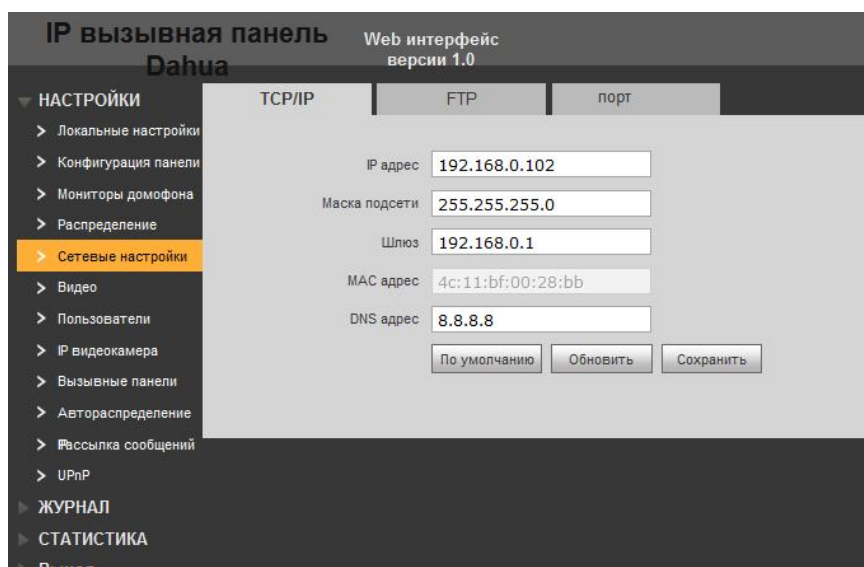 IP вызывная панель
Dahua
Web интерфейс
версии 1.0
НАСТРОЙКИ
Локальные настройки
Конфигурация панели
Мониторы домофона
Распределение
Сетевые настройки
Видео
Пользователи
IP видеокамера
Вызывные панели
Автораспределение
Рассылка сообщений
UPnP
ЖУРНАЛ
СТАТИСТИКА
TCP/IP
FTP
порт
IP адрес 192.168.0.102
Маска подсети 255.255.255.0
Шлюз 192.168.0.1
MAC адрес 4c:11:bf:00:28:bb
DNS адрес 8.8.8.8
По умолчанию Обновить Сохранить